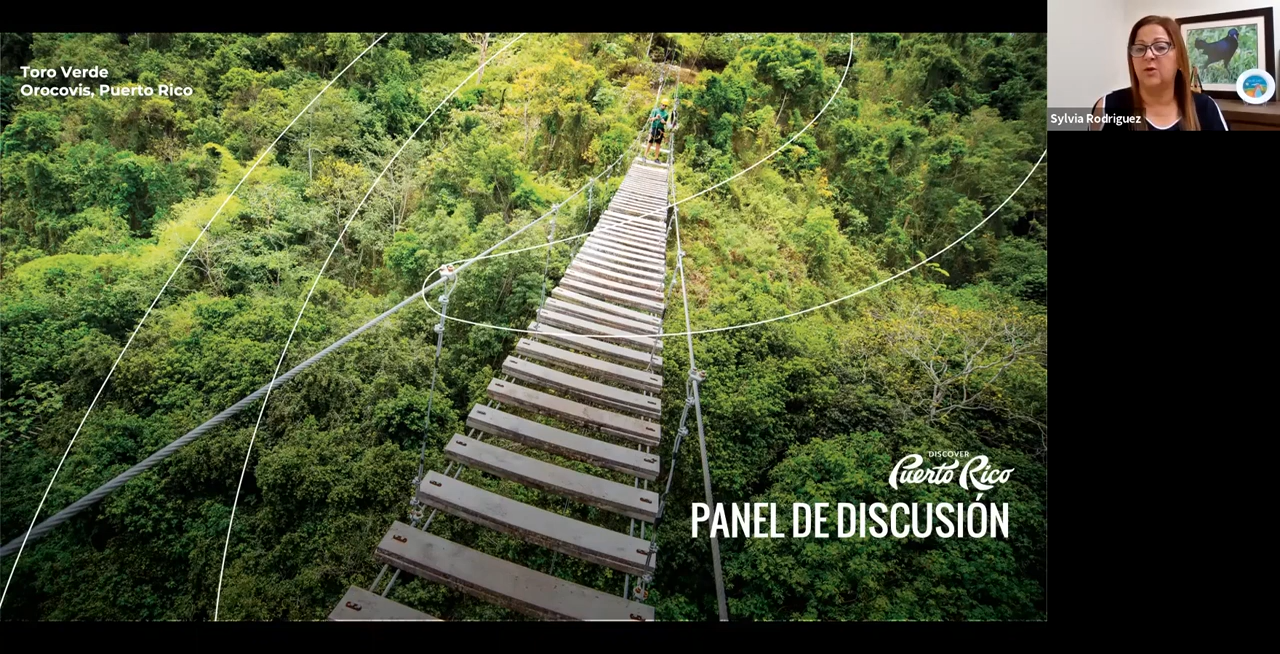 Toro Verde
Orocovis, Puerto Rico
Sylvia Rodriguez
DISCOVER
Puerto Rico
PANEL DE DISCUSIÓN